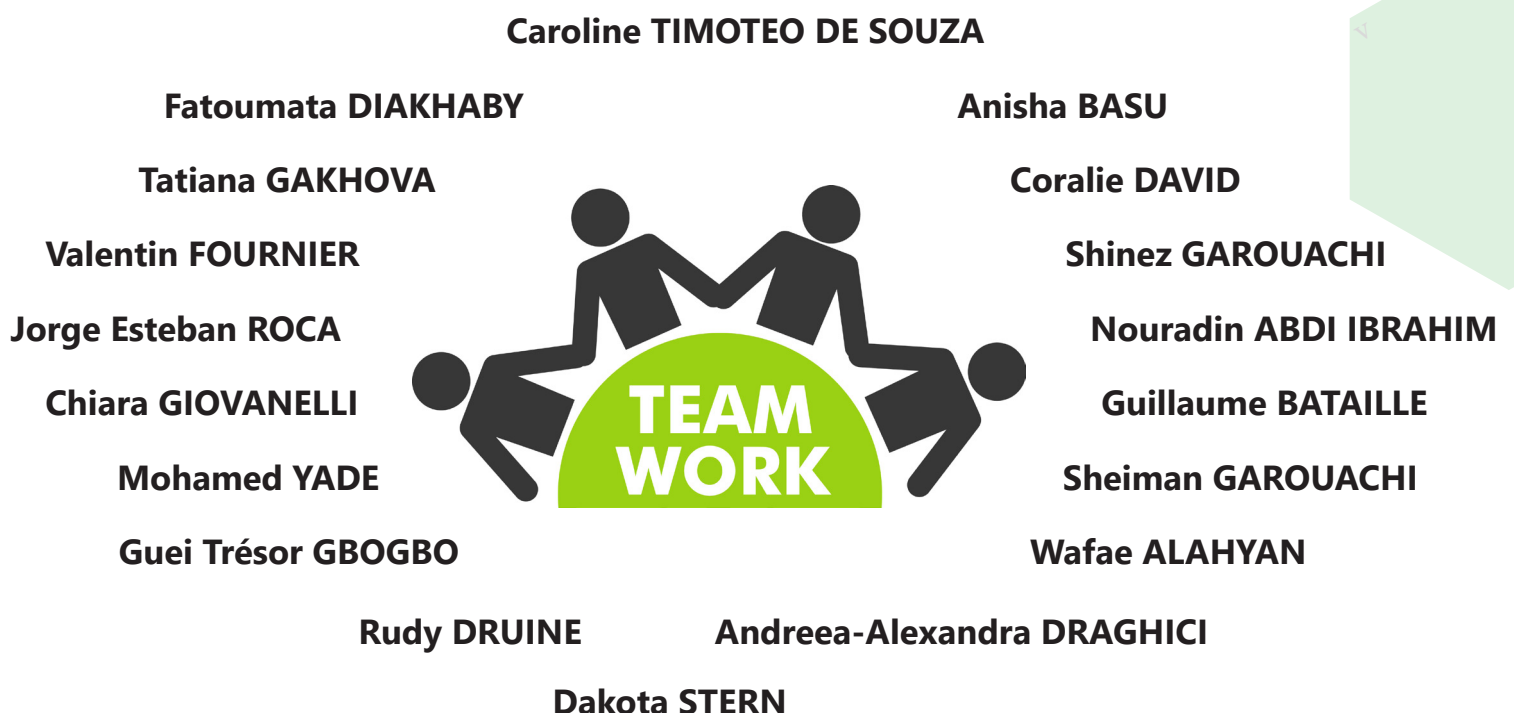 Caroline TIMOTEO DE SOUZA
Fatoumata DIAKHABY
Anisha BASU
Tatiana GAKHOVA
Coralie DAVID
Valentin FOURNIER
Shinez GAROUACHI
Jorge Esteban ROCA
Nouradin ABDI IBRAHIM
Chiara GIOVANELLI
Guillaume BATAILLE
Mohamed YADE
Sheiman GAROUACHI
Guei Trésor GBOGBO
Wafae ALAHYAN
Rudy DRUINE
Andreea-Alexandra DRAGHICI
Dakota STERN
TEAM
WORK